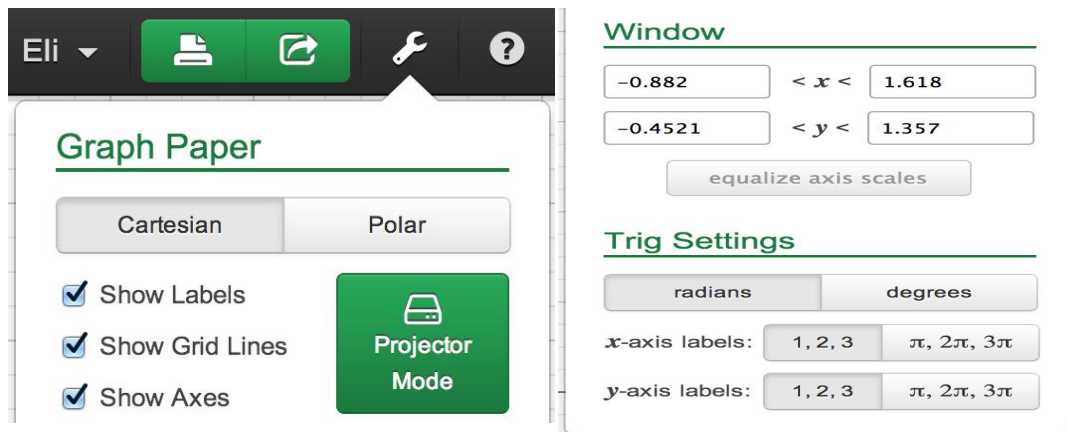 Eli
?
Graph Paper
Cartesian Polar
Show Labels
Show Grid Lines
Show Axes
Projector
Mode
Window
-0.882 < x < 1.618
-0.4521 < y < 1.357
equalize axis scales
Trig Settings
radians degrees
x-axis labels: 1, 2, 3 π, 2π, 3π
y-axis labels: 1, 2, 3 π, 2π, 3π